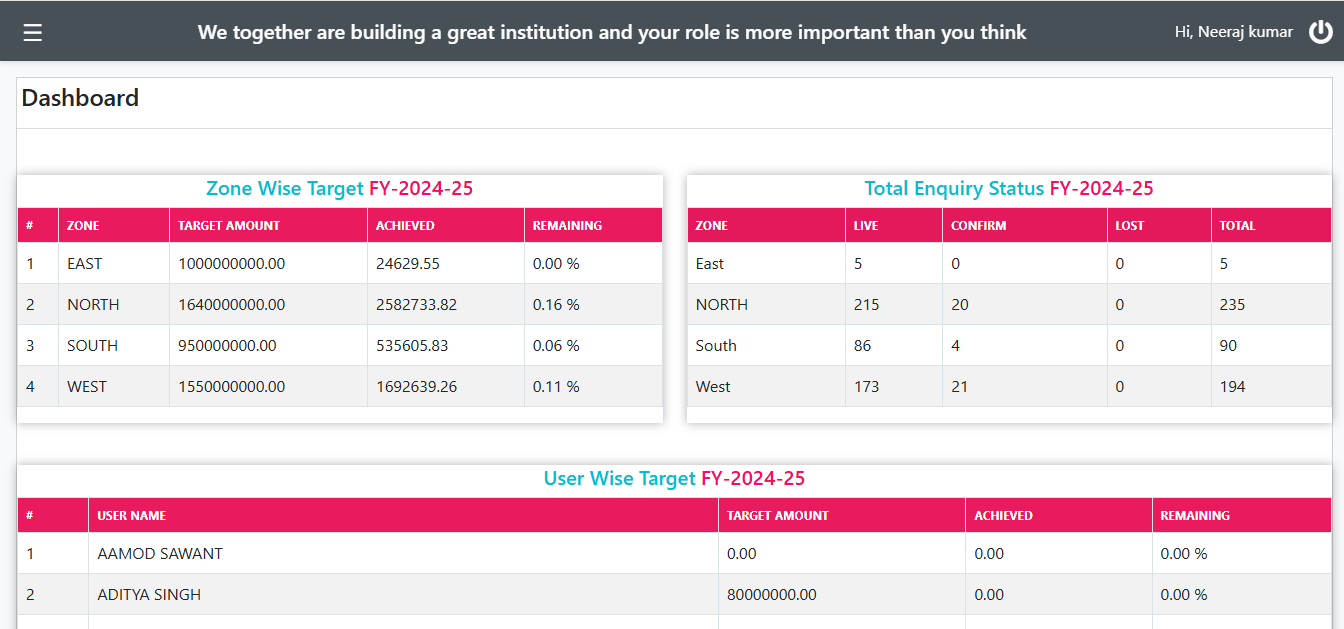 We together are building a great institution and your role is more important than you think
Hi, Neeraj kumar
Dashboard
Zone Wise Target FY-2024-25
# ZONE TARGET AMOUNT ACHIEVED REMAINING
1 EAST 1000000000.00 24629.55 0.00 %
2 NORTH 1640000000.00 2582733.82 0.16 %
3 SOUTH 950000000.00 535605.83 0.06 %
4 WEST 1550000000.00 1692639.26 0.11 %
Total Enquiry Status FY-2024-25
ZONE LIVE CONFIRM LOST TOTAL
East 5 0 0 5
NORTH 215 20 0 235
South 86 4 0 90
West 173 21 0 194
User Wise Target FY-2024-25
# USER NAME TARGET AMOUNT ACHIEVED REMAINING
1 AAMOD SAWANT 0.00 0.00 0.00 %
2 ADITYA SINGH 80000000.00 0.00 0.00 %